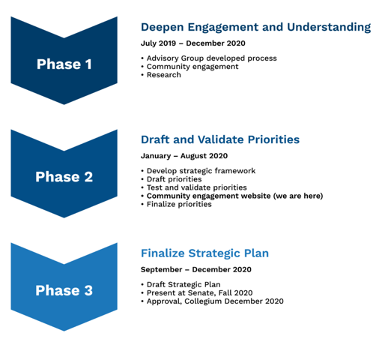 Phase 1
Deepen Engagement and Understanding
July 2019 – December 2020
• Advisory Group developed process
• Community engagement
• Research
Phase 2
Draft and Validate Priorities
January – August 2020
• Develop strategic framework
• Draft priorities
• Test and validate priorities
• Community engagement website (we are here)
• Finalize priorities
Phase 3
Finalize Strategic Plan
September – December 2020
• Draft Strategic Plan
• Present at Senate, Fall 2020
• Approval, Collegium December 2020